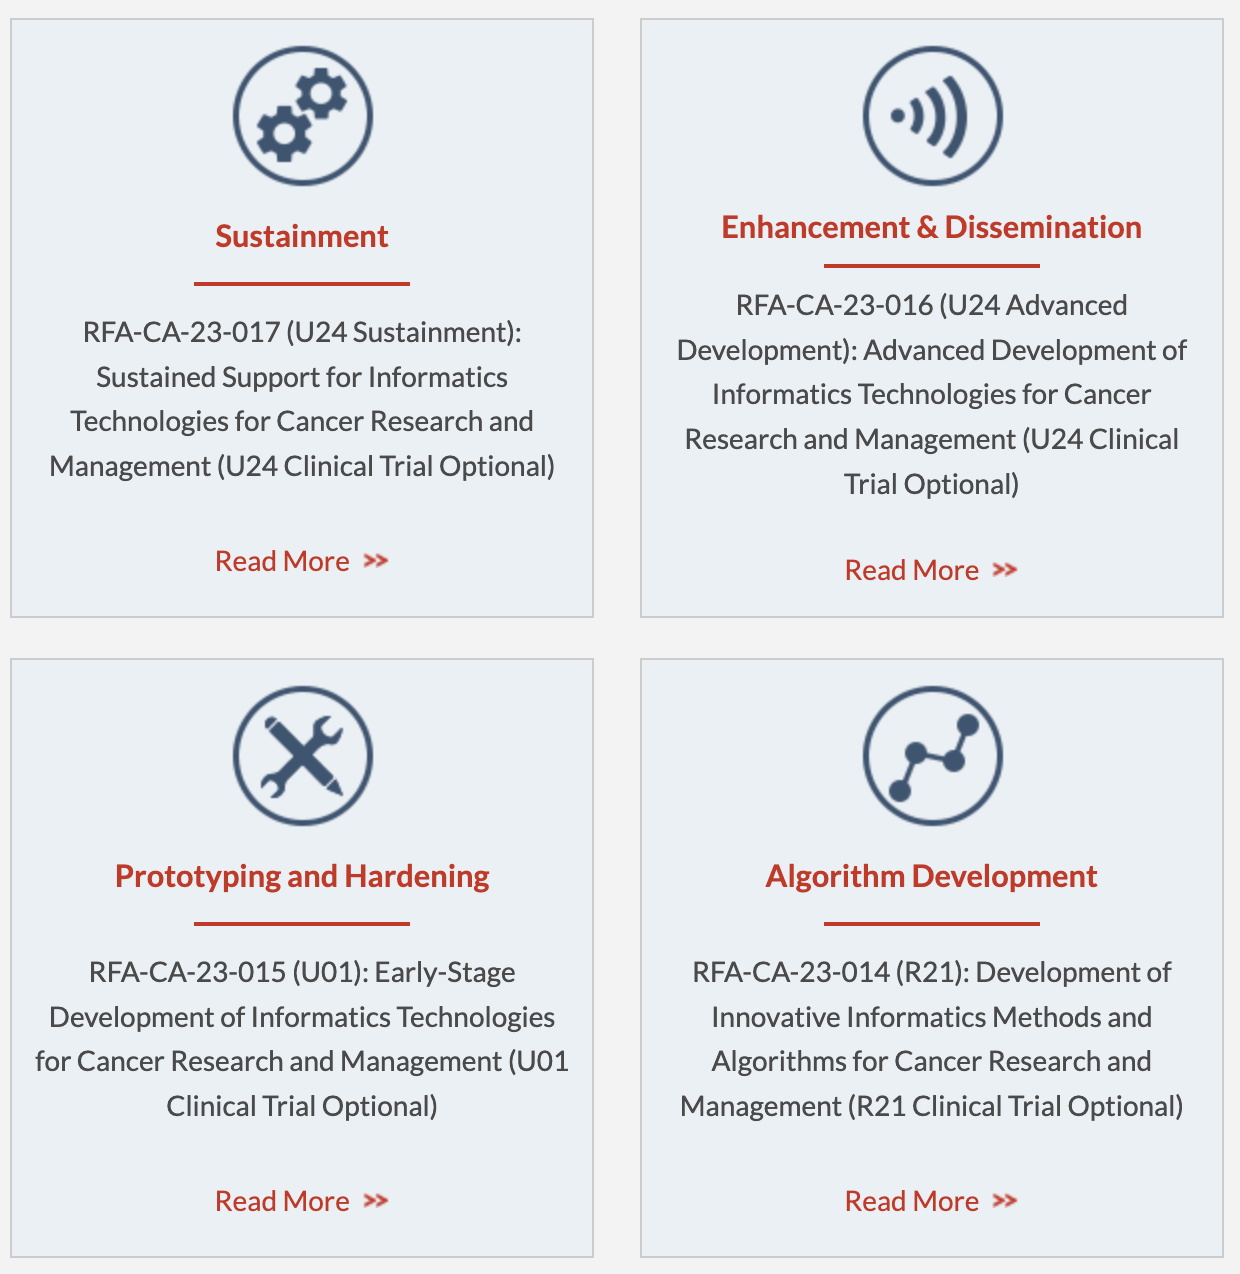 Sustainment
RFA-CA-23-017 (U24 Sustainment):
Sustained Support for Informatics
Technologies for Cancer Research and
Management (U24 Clinical Trial Optional)
Read More >>
Enhancement & Dissemination
RFA-CA-23-016 (U24 Advanced
Development): Advanced Development of
Informatics Technologies for Cancer
Research and Management (U24 Clinical
Trial Optional)
Read More >>
Prototyping and Hardening
RFA-CA-23-015 (U01): Early-Stage
Development of Informatics Technologies
for Cancer Research and Management (U01
Clinical Trial Optional)
Read More >>
Algorithm Development
RFA-CA-23-014 (R21): Development of
Innovative Informatics Methods and
Algorithms for Cancer Research and
Management (R21 Clinical Trial Optional)
Read More >>